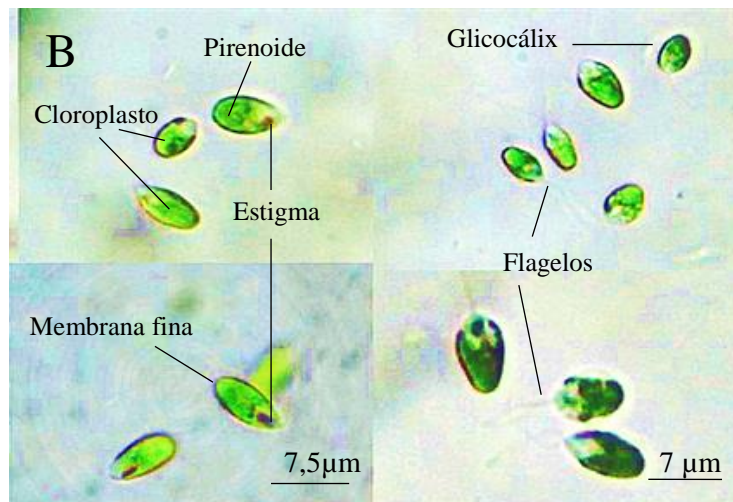 B
Pirenoide
Glicocálix
Cloroplasto
Estigma
Flagelos
Membrana fina
7,5µm
7 µm